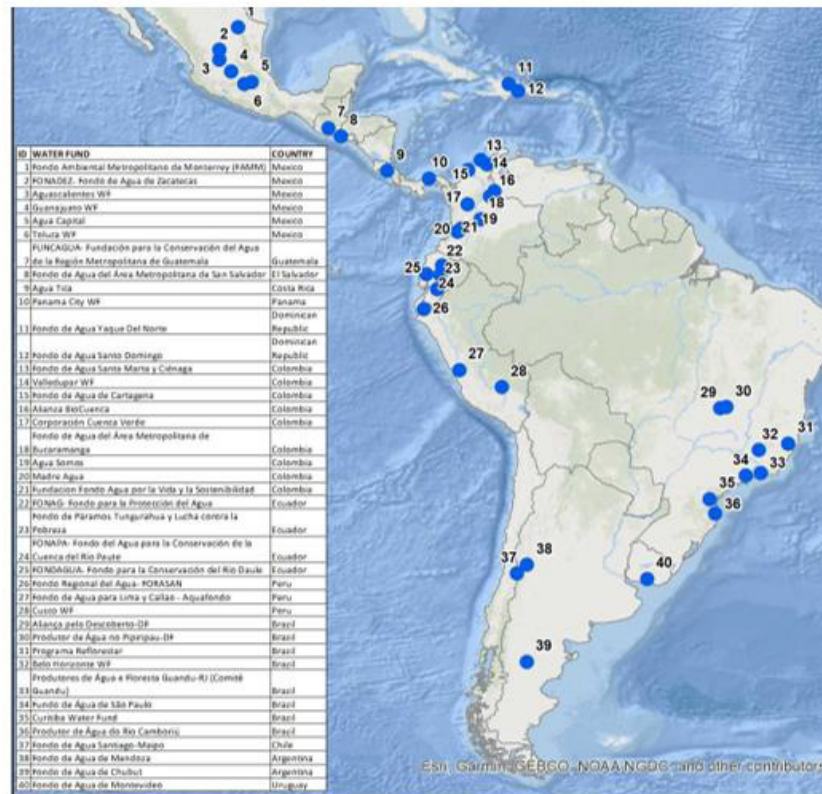 1
2
4
3
5
6
11
12
7
8
9
10
13
14
15
16
17
18
19
20
21
22
25
23
24
26
27
28
29
30
31
32
34
33
35
36
37
38
40
39
ID WATER FUND COUNTRY
1 Fondo Ambiental Metropolitano de Monterrey (FAMM) Mexico
2 FONADEZ- Fondo de Agua de Zacatecas Mexico
3 Aguascalientes WF Mexico
4 Guanajuato WF Mexico
5 Agua Capital Mexico
6 Toluca WF Mexico
FUNCAGUA- Fundación para la Conservación del Agua
7 de la Región Metropolitana de Guatemala Guatemala
8 Fondo de Agua del Área Metropolitana de San Salvador El Salvador
9 Agua Tica Costa Rica
10 Panama City WF Panama
Dominican
11 Fondo de Agua Yaque Del Norte Republic
Dominican
12 Fondo de Agua Santo Domingo Republic
13 Fondo de Agua Santa Marta y Ciénaga Colombia
14 Valledupar WF Colombia
15 Fondo de Agua de Cartagena Colombia
16 Alianza BioCuenca Colombia
17 Corporación Cuenca Verde Colombia
Fondo de Agua del Área Metropolitana de
18 Bucaramanga Colombia
19 Agua Somos Colombia
20 Madre Agua Colombia
21 Fundacion Fondo Agua por la Vida y la Sostenibilidad Colombia
22 FONAG- Fondo para la Protección del Agua Ecuador
Fondo de Páramos Tungurahua y Lucha contra la
23 Pobreza Ecuador
FONAPA- Fondo del Agua para la Conservación de la
24 Cuenca del Río Paute Ecuador
25 FONDAGUA- Fondo para la Conservación del Río Daule Ecuador
26 Fondo Regional del Agua- FORASAN Peru
27 Fondo de Agua para Lima y Callao - Aquafondo Peru
28 Cusco WF Peru
29 Aliança pelo Descoberto-DF Brazil
30 Produtor de Água no Pipiripau-DF Brazil
31 Programa Reflorestar Brazil
32 Belo Horizonte WF Brazil
Produtores de Água e Floresta Guandu-RJ (Comitê
33 Guandu) Brazil
34 Fundo de Água de São Paulo Brazil
35 Curitiba Water Fund Brazil
36 Produtor de Água do Rio Camboriú Brazil
37 Fondo de Agua Santiago-Maipo Chile
38 Fondo de Agua de Mendoza Argentina
39 Fondo de Agua de Chubut Argentina
40 Fondo de Agua de Montevideo Uruguay
Esri, Garmin, GEBCO, NOAA NGDC, and other contributors